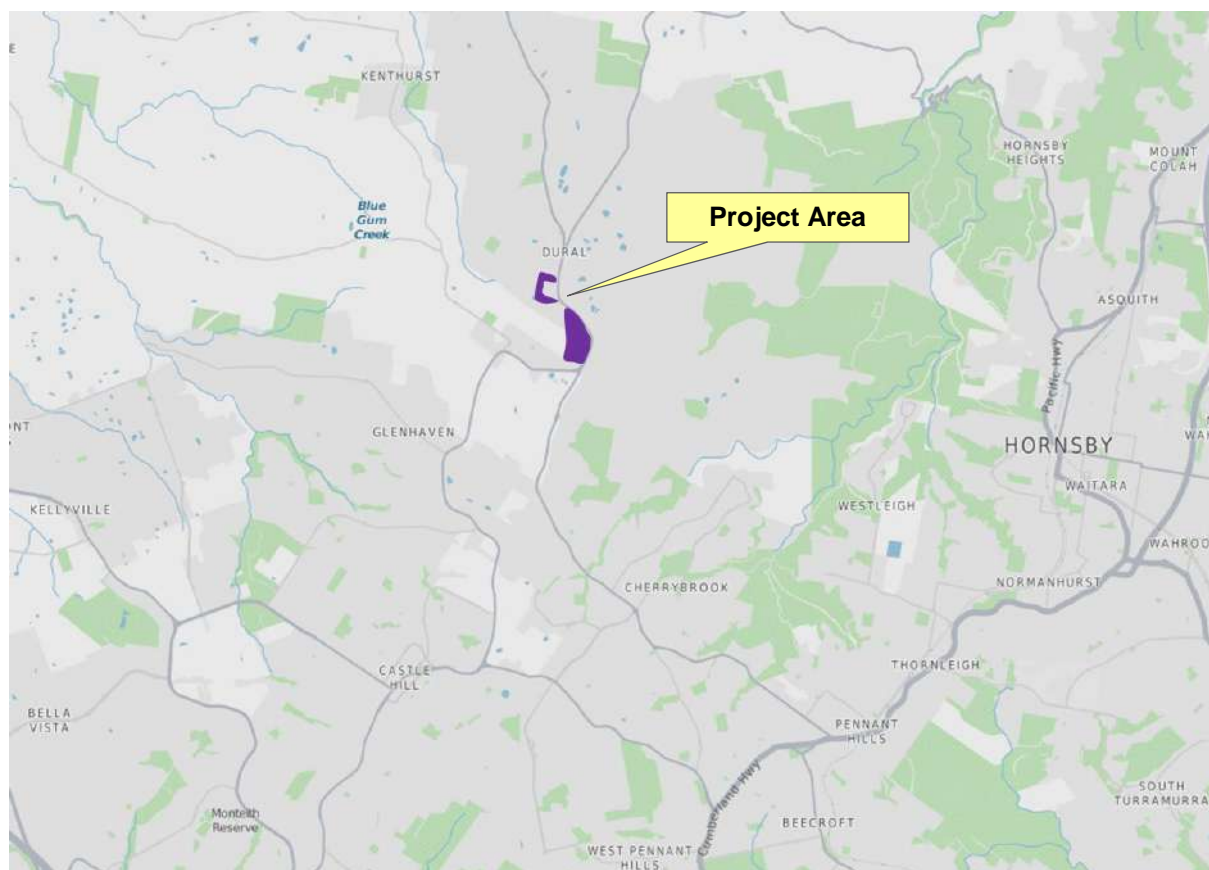 KENTHURST
HORNSBY
HEIGHTS
MOUNT
COLAH
Blue
Gum
Creek
Project Area
DURAL
ASQUITH
Pacific Hwy
GLENHAVEN
HORNSBY
KELLYVILLE
WAITARA
WESTLEIGH
WAHROO
CHERRYBROOK
NORMANHURST
THORNLEIGH
CASTLE
HILL
BELLA
VISTA
PENNANT
HILLS
Cumberland Hwy
SOUTH
TURRAMURRA
Monteith
Reserve
BEECROFT
WEST PENNANT
HILLS